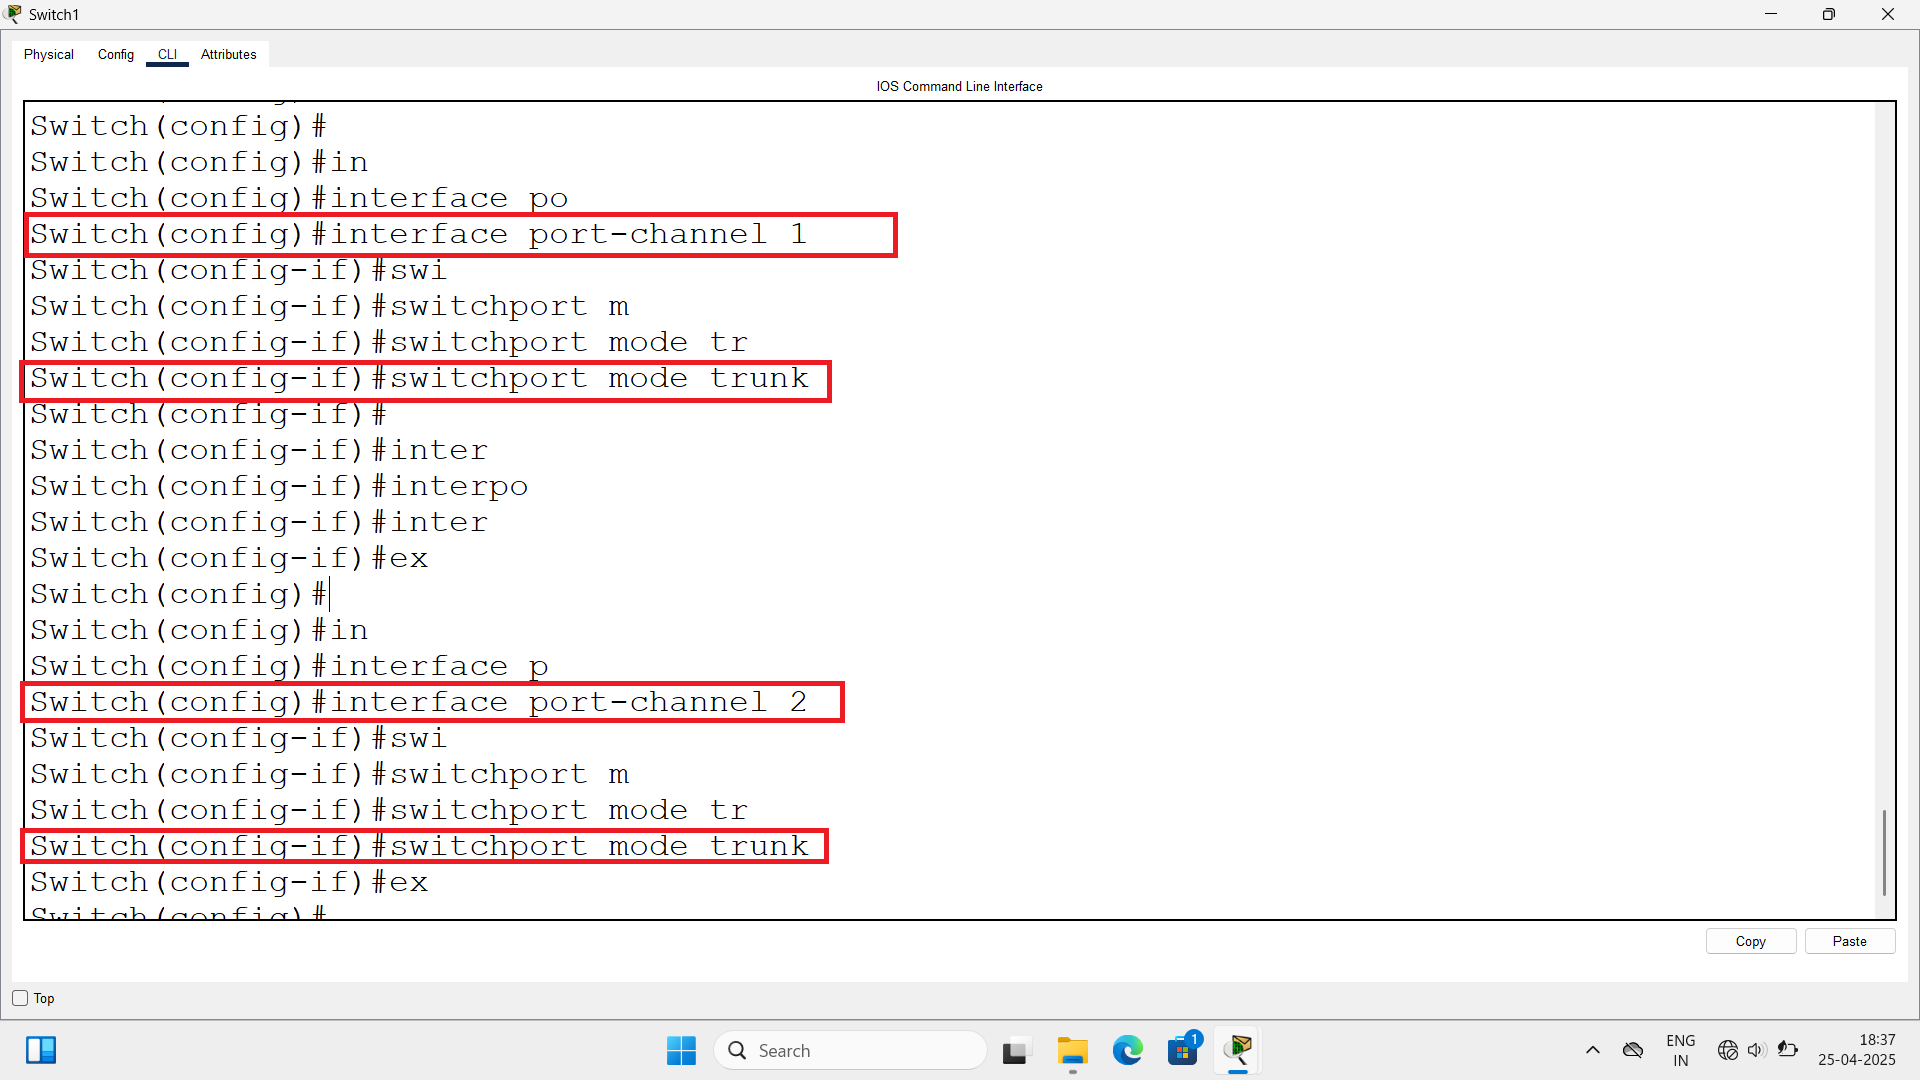 Switch1
Physical Config CLI Attributes
IOS Command Line Interface
Switch(config)#
Switch(config)#in
Switch(config)#interface po
Switch(config)#interface port-channel 1
Switch(config-if)#swi
Switch(config-if)#switchport m
Switch(config-if)#switchport mode tr
Switch(config-if)#switchport mode trunk
Switch(config-if)#
Switch(config-if)#inter
Switch(config-if)#interpo
Switch(config-if)#inter
Switch(config-if)#ex
Switch(config)#
Switch(config)#in
Switch(config)#interface p
Switch(config)#interface port-channel 2
Switch(config-if)#swi
Switch(config-if)#switchport m
Switch(config-if)#switchport mode tr
Switch(config-if)#switchport mode trunk
Switch(config-if)#ex
Switch(config)#
Copy Paste
Top
Search
1
ENG
IN
18:37
25-04-2025